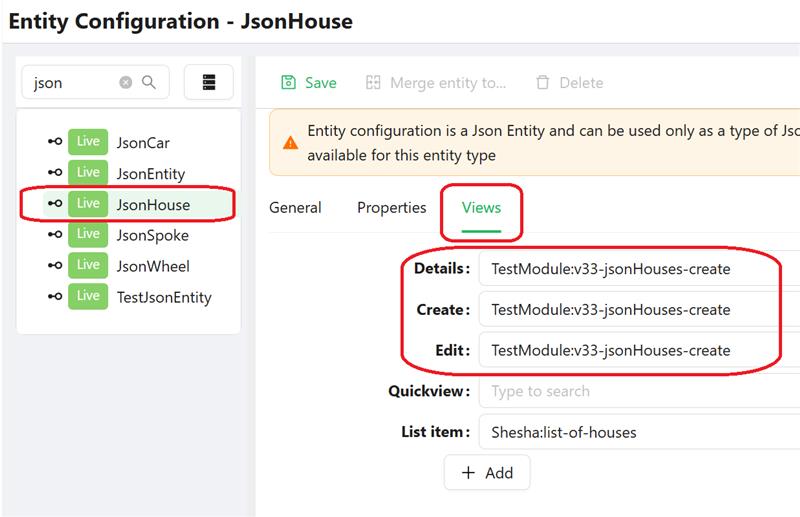 Entity Configuration - JsonHouse
json
Save
Merge entity to...
Delete
Live JsonCar
Live JsonEntity
Live JsonHouse
Live JsonSpoke
Live JsonWheel
Live TestJsonEntity
Entity configuration is a Json Entity and can be used only as a type of
available for this entity type
General
Properties
Views
Details: TestModule:v33-jsonHouses-create
Create: TestModule:v33-jsonHouses-create
Edit: TestModule:v33-jsonHouses-create
Quickview: Type to search
List item: Shesha:list-of-houses
+ Add